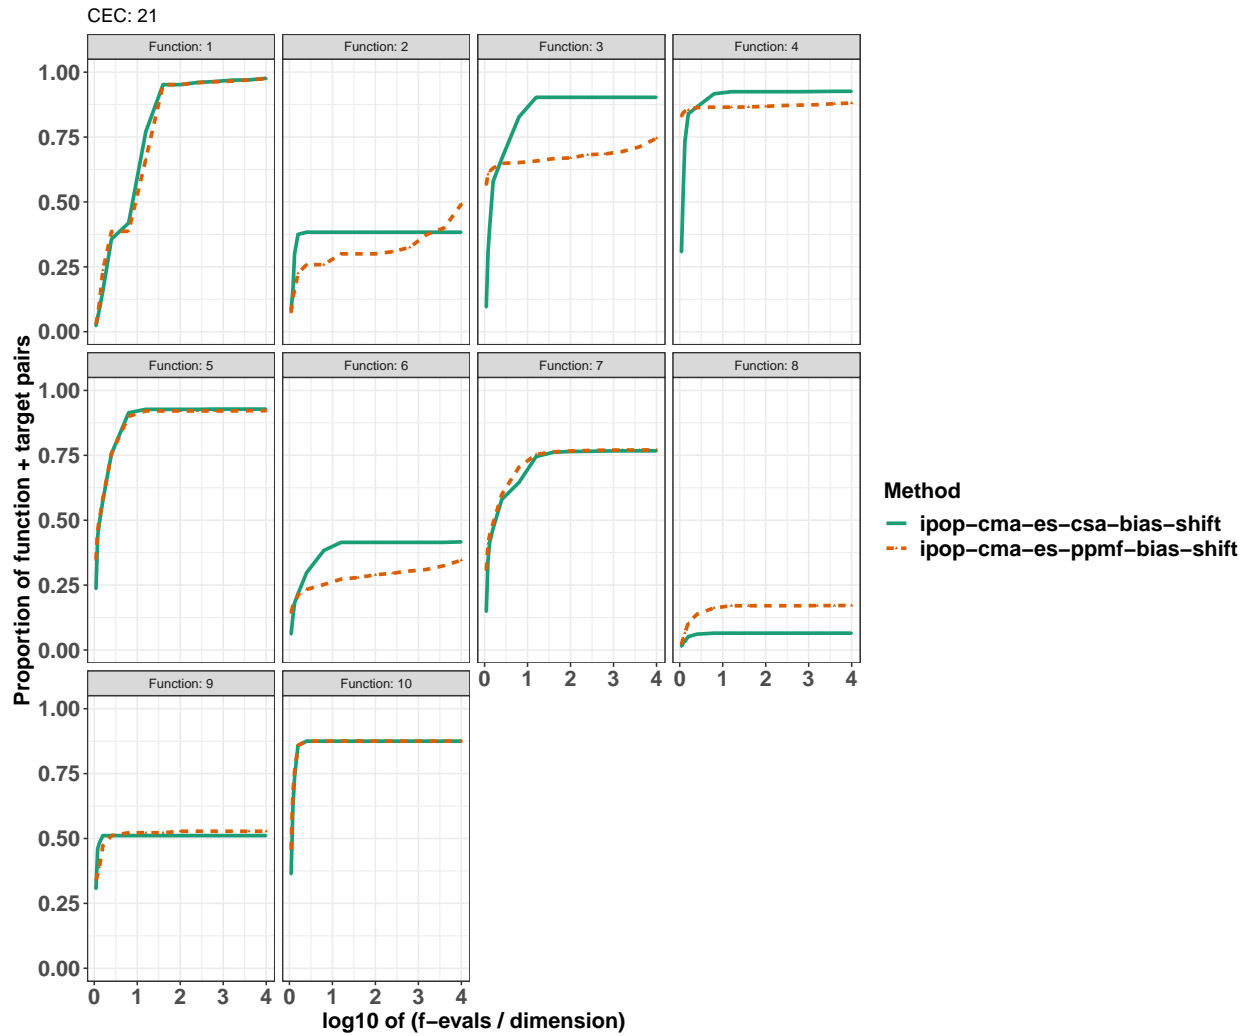 CEC: 21
Function: 1
Function: 2
Function: 3
Function: 4
1.00
0.75
0.50
0.25
0.00
Function: 5
Function: 6
Function: 7
Function: 8
1.00
0.75
0.50
0.25
0.00
0 1 2 3 4
0 1 2 3 4
Function: 9
Function: 10
1.00
0.75
0.50
0.25
0.00
0 1 2 3 4
0 1 2 3 4
Proportion of function + target pairs
log10 of (f−evals / dimension)
Method
ipop−cma−es−csa−bias−shift
ipop−cma−es−ppmf−bias−shift